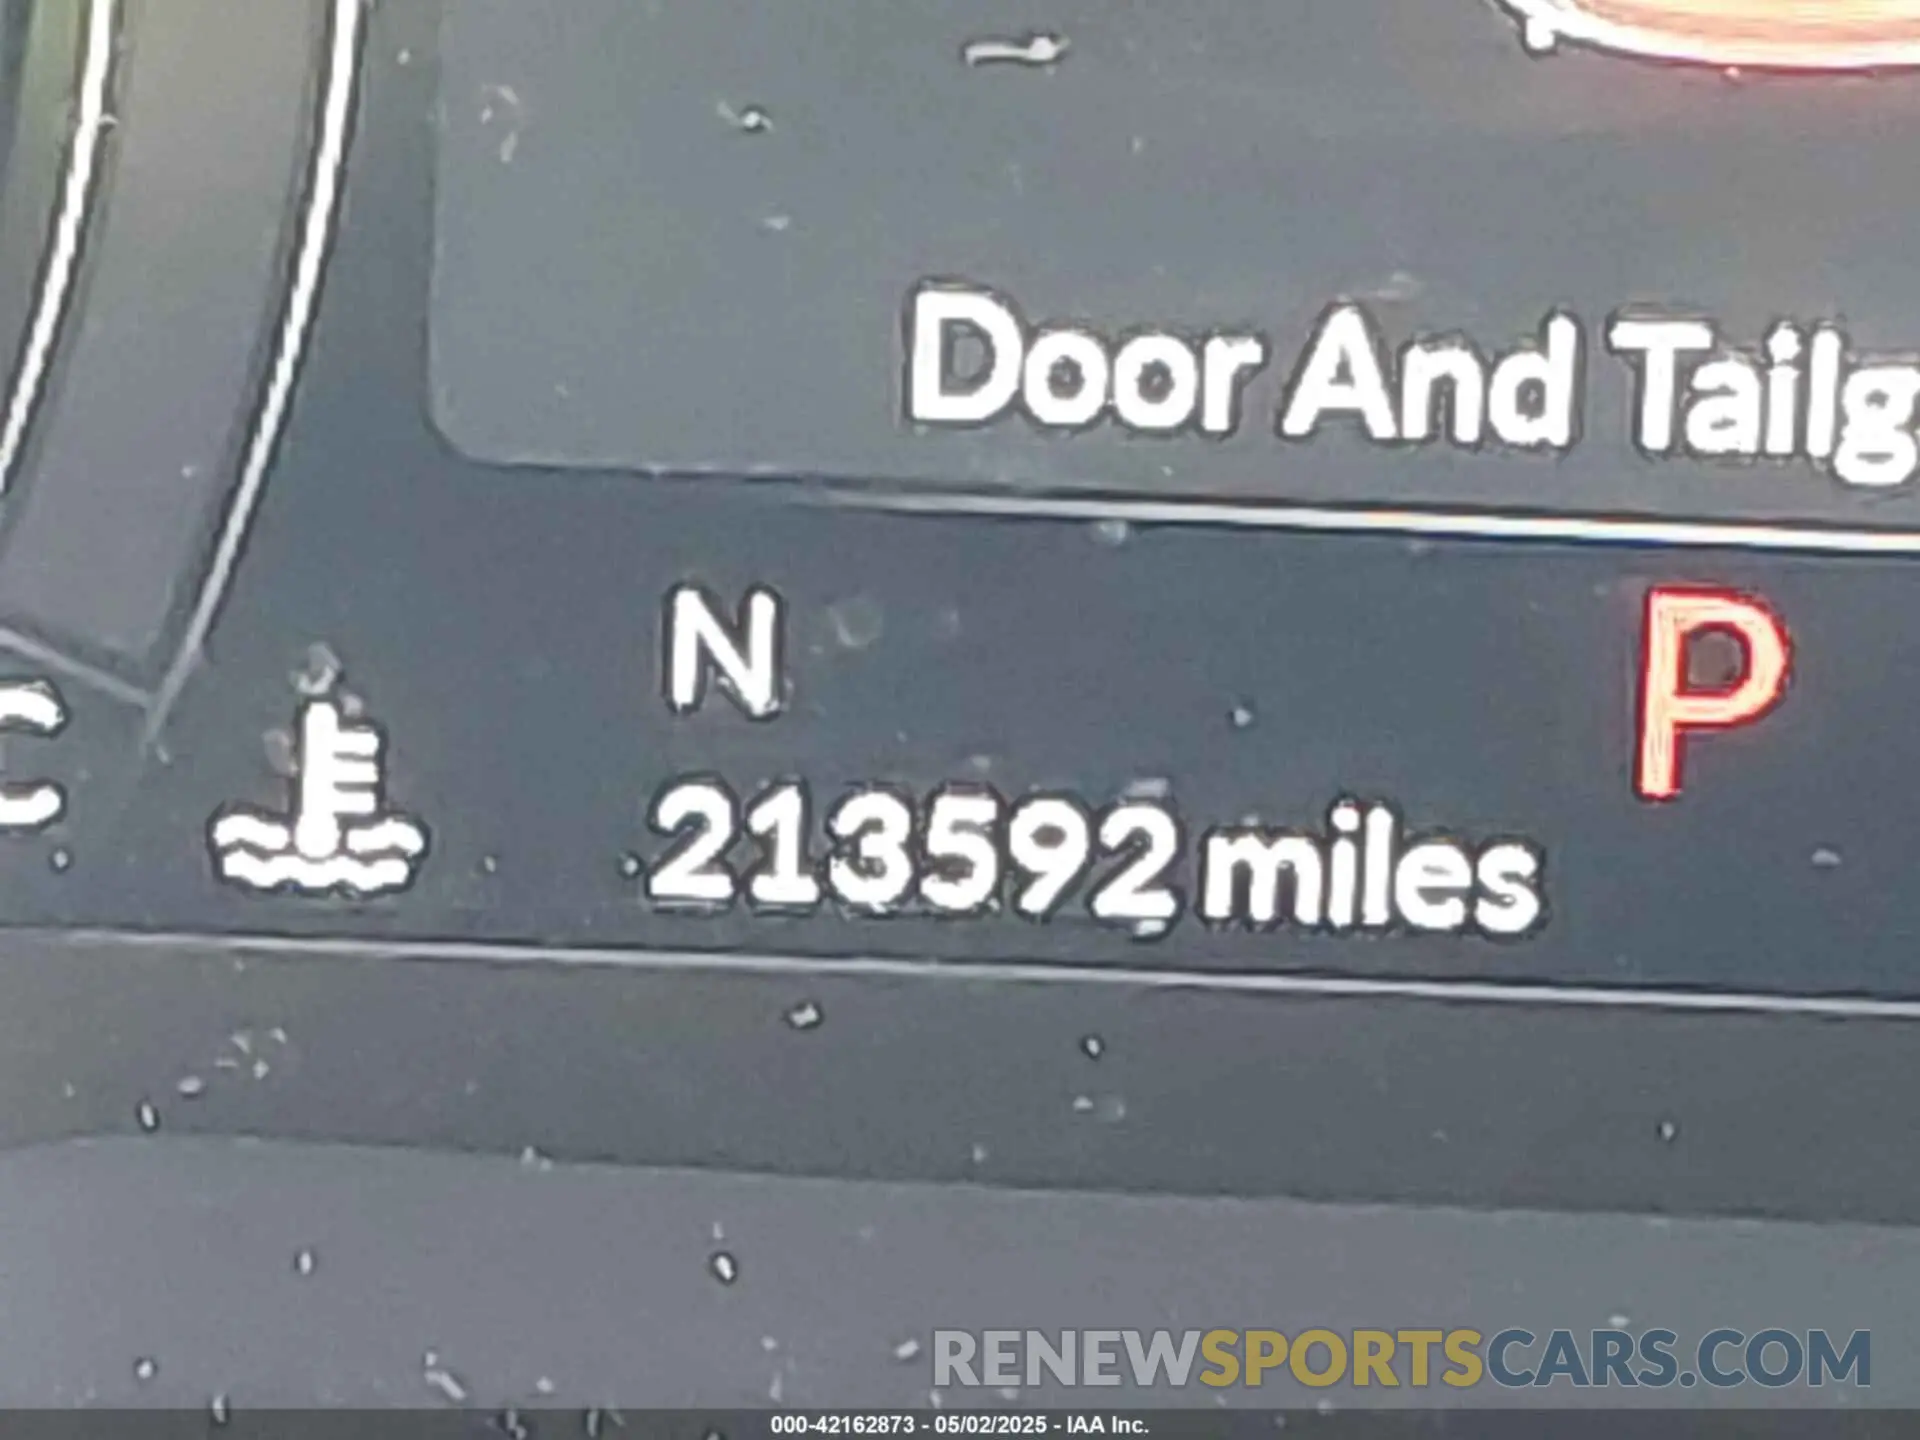 Door And Tailg
N
P
C
213592 miles
RENEWSPORTSCARS.COM
000-42162873 - 05/02/2025 - IAA Inc.